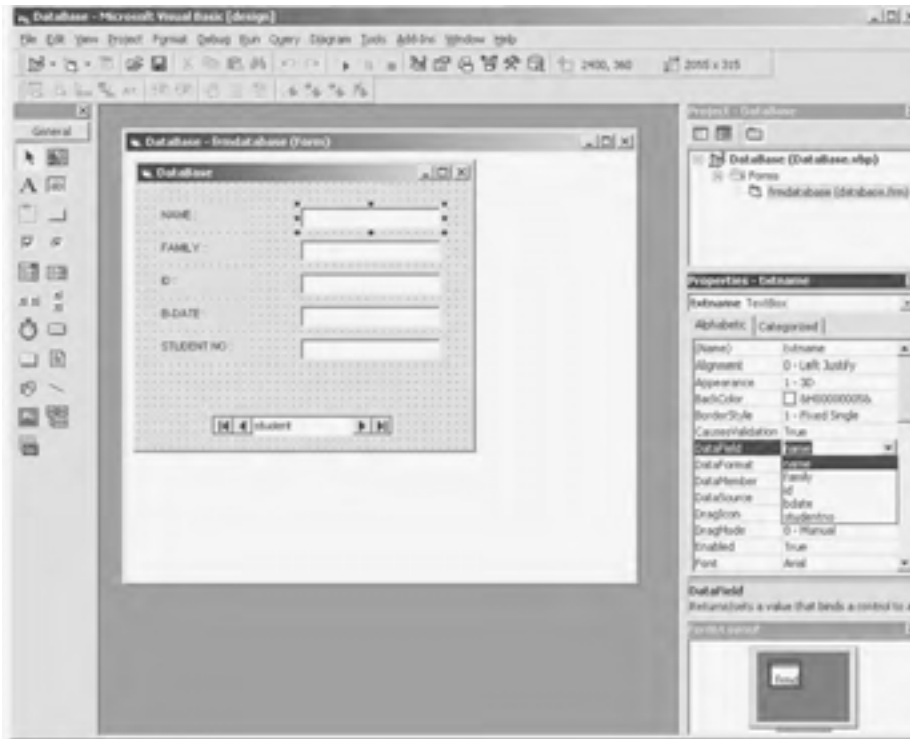 DataBase - Microsoft Visual Basic [design]
File Edit View Project Format Debug Run Query Diagram Tools Add-Ins Window Help
2400, 360
2055 x 315
General
DataBase - frmdatabase (Form)
DataBase
NAME :
FAMILY :
ID :
B-DATE
STUDENT NO
student
Project - DataBase
DataBase (DataBase.vbp)
Forms
frmdatabase (database.frm)
Properties - txtname
txtname TextBox
Alphabetic Categorized
(Name) txtname
Alignment 0 - Left Justify
Appearance 1 - 3D
BackColor
BorderStyle 1 - Fixed Single
CausesValidation True
DataField name
DataFormat name
DataMember family
id
DataSource bdate
DragIcon studentno
DragMode 0 - Manual
Enabled True
Font Arial
DataField
Returns/sets a value that binds a control to a
Form Layout